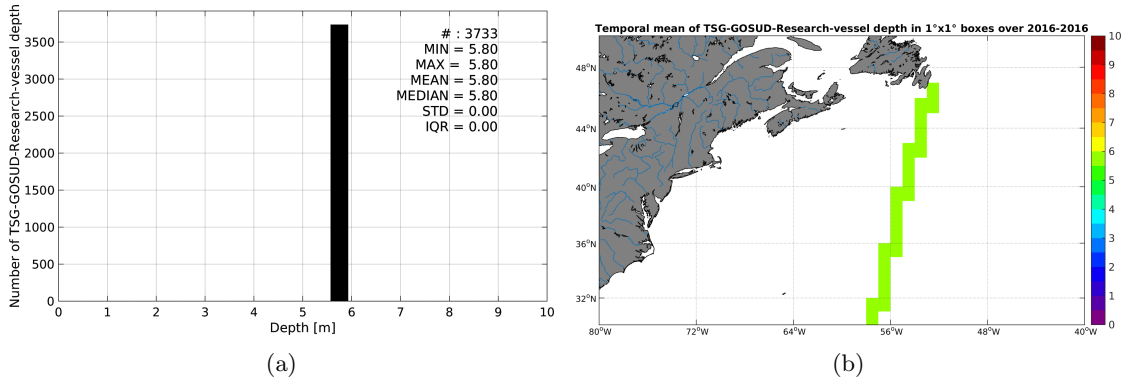 Number of TSG-GOSUD-Research-vessel depth
3500
3000
2500
2000
1500
1000
500
0
# : 3733
MIN = 5.80
MAX = 5.80
MEAN = 5.80
MEDIAN = 5.80
STD = 0.00
IQR = 0.00
0 1 2 3 4 5 6 7 8 9 10
Depth [m]
(a)
Temporal mean of TSG-GOSUD-Research-vessel depth in 1°x1° boxes over 2016-2016
48°N
44°N
40°N
36°N
32°N
80°W 72°W 64°W 56°W 48°W 40°W
10
9
8
7
6
5
4
3
2
1
0
(b)